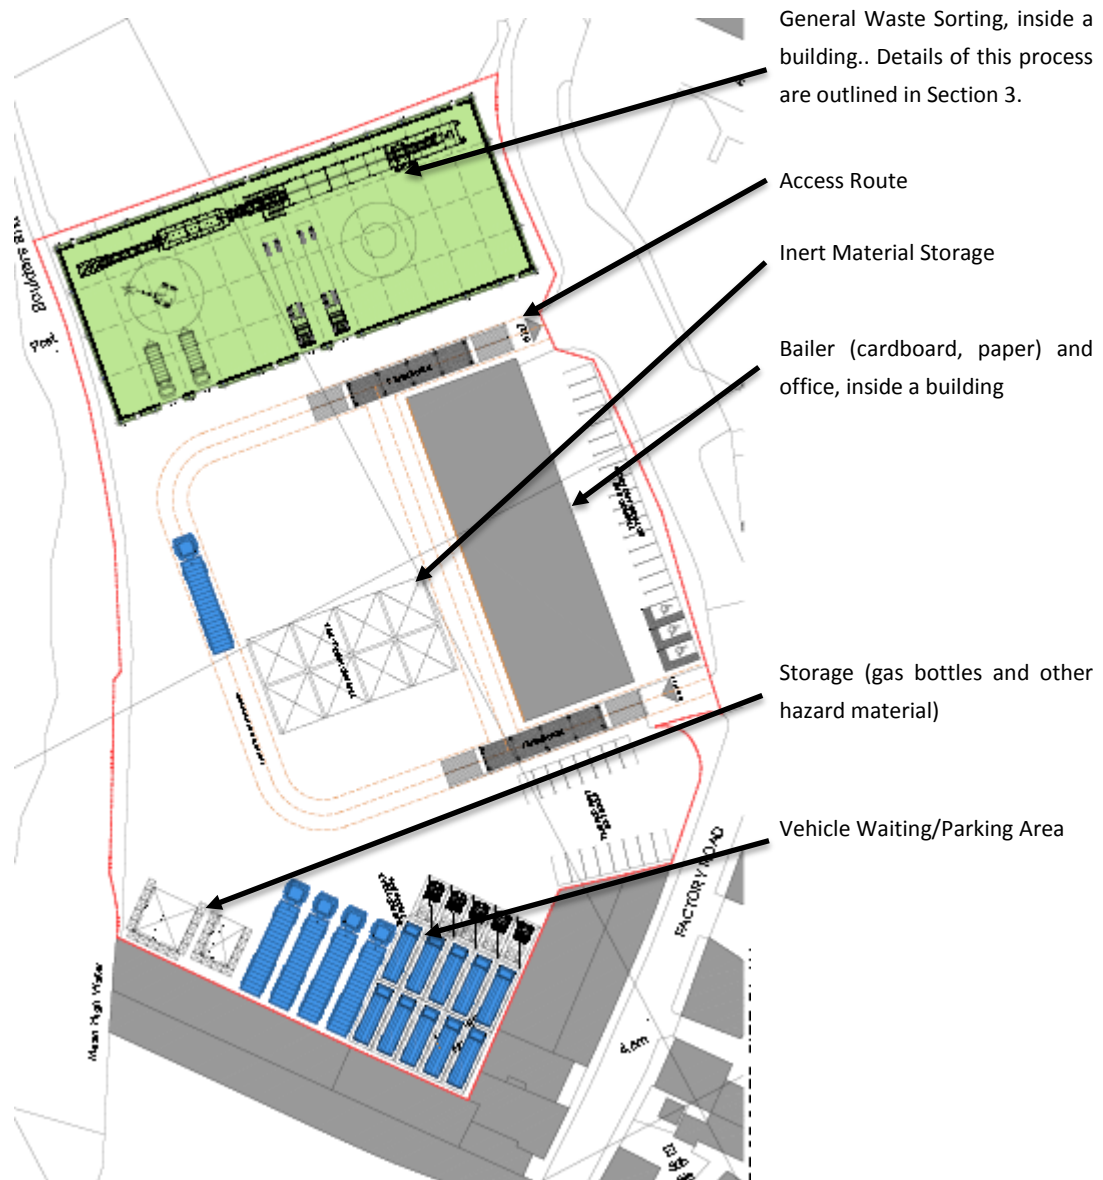 General Waste Sorting, inside a
building.. Details of this process
are outlined in Section 3.
Access Route
Inert Material Storage
Bailer (cardboard, paper) and
office, inside a building
Storage (gas bottles and other
hazard material)
Vehicle Waiting/Parking Area
Boulders
Post
Mean High Water
FACTORY ROAD